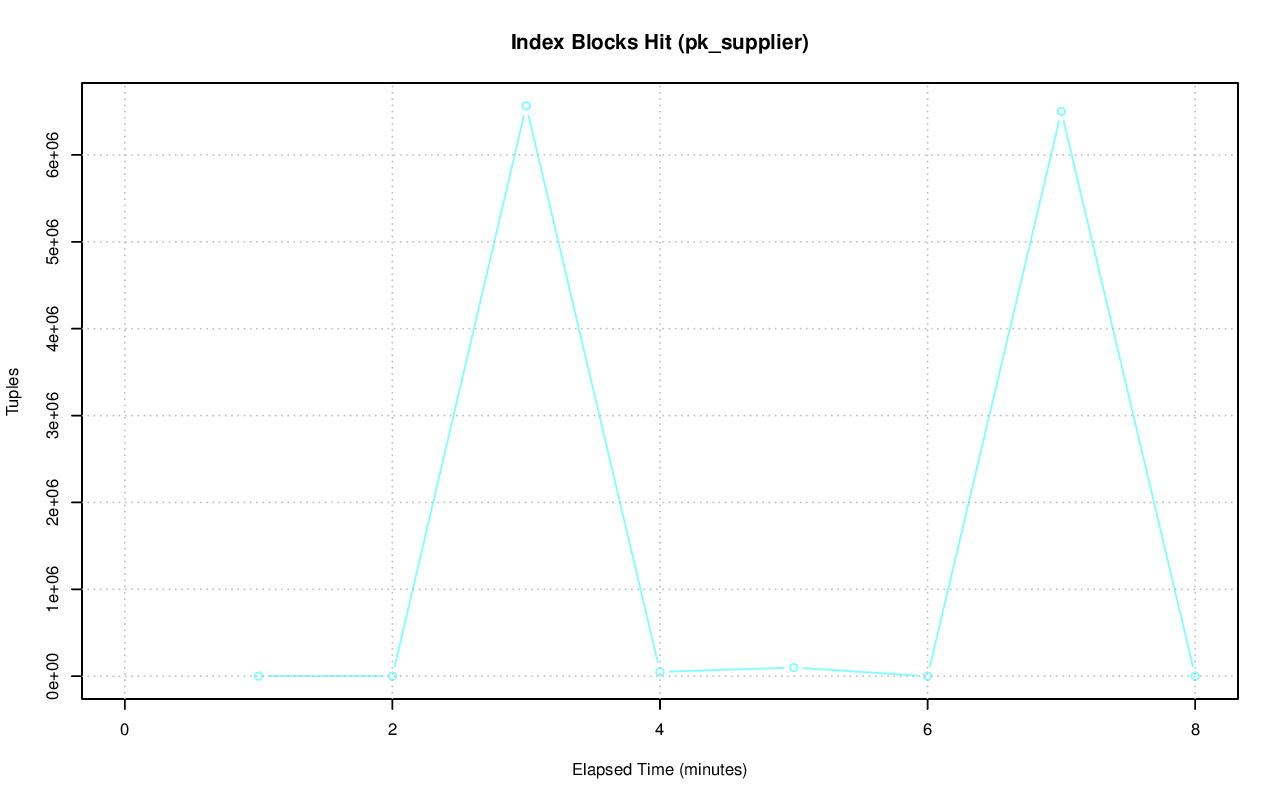 Index Blocks Hit (pk_supplier)
Tuples
6e+06
5e+06
4e+06
3e+06
2e+06
1e+06
0e+00
0 2 4 6 8
Elapsed Time (minutes)